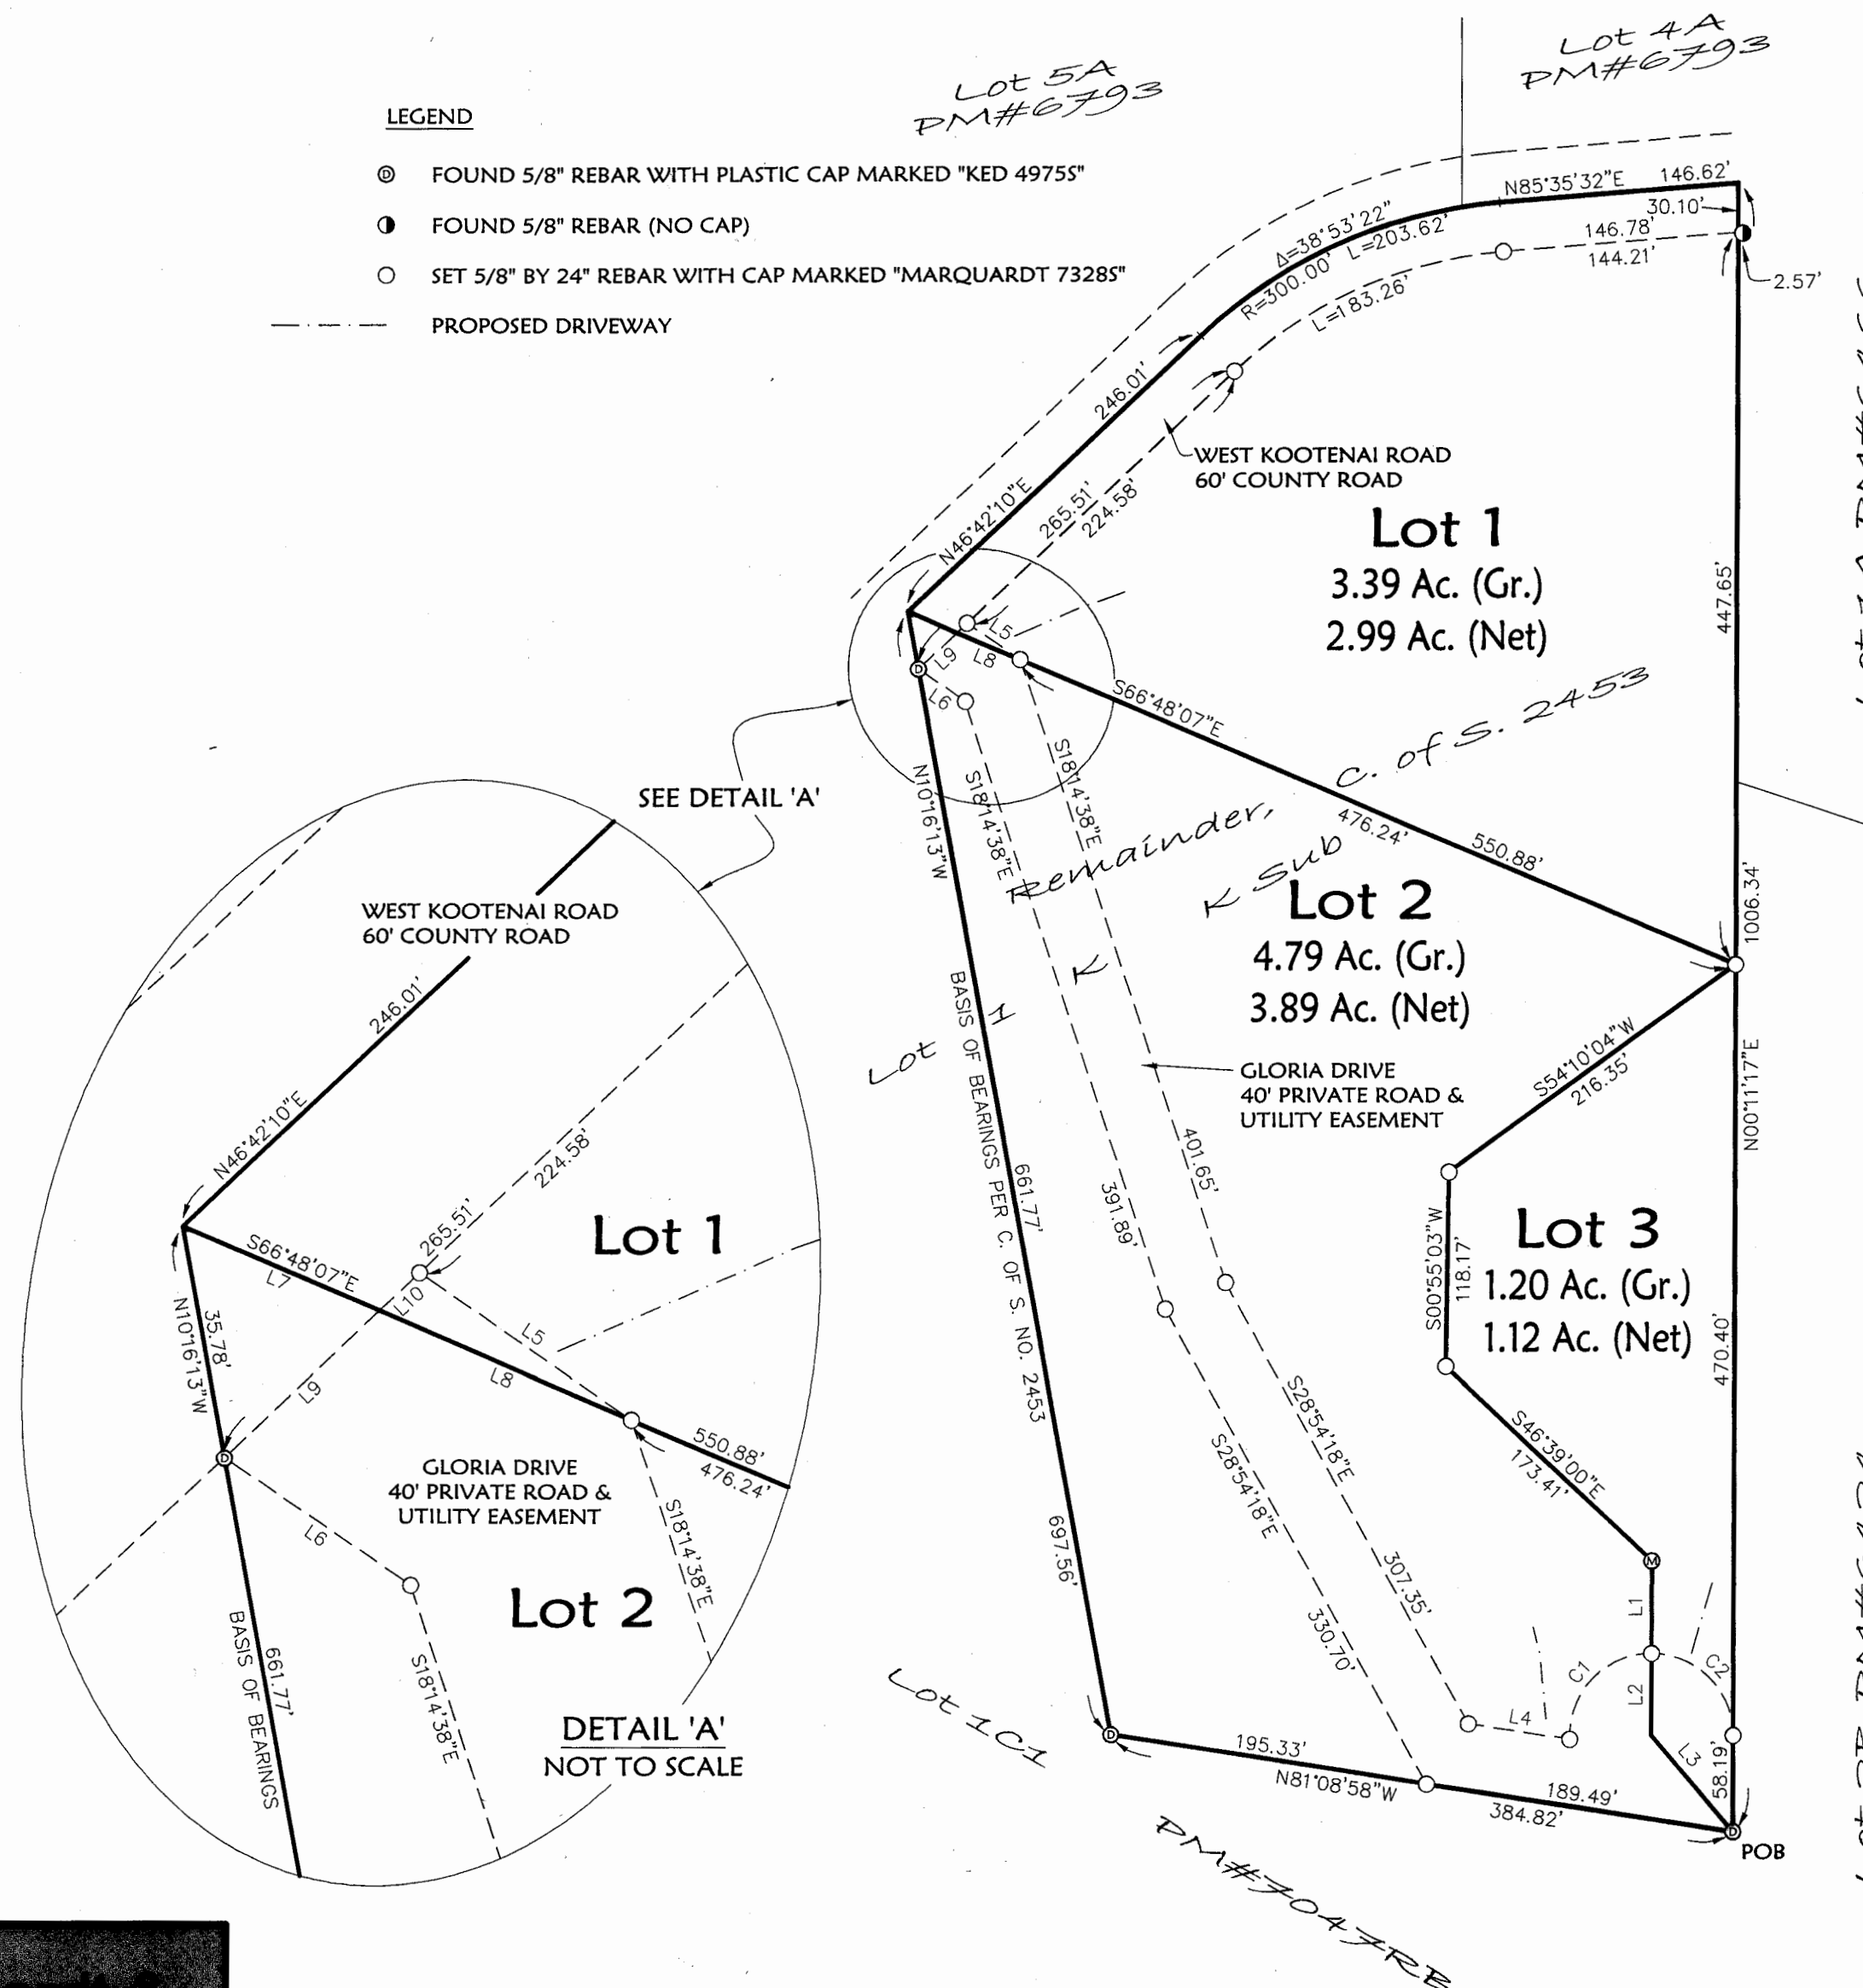 Lot 5A
PM#6793
Lot 4A
PM#6793
LEGEND
D FOUND 5/8" REBAR WITH PLASTIC CAP MARKED "KED 4975S"
FOUND 5/8" REBAR (NO CAP)
SET 5/8" BY 24" REBAR WITH CAP MARKED "MARQUARDT 7328S"
PROPOSED DRIVEWAY
N85°35'32"E
146.62'
30.10'
146.78'
144.21'
2.57'
Δ=38°53'22"
R=300.00' L=203.62'
L=183.26'
246.01'
N46°42'10"E
265.51'
224.58'
WEST KOOTENAI ROAD
60' COUNTY ROAD
Lot 1
3.39 Ac. (Gr.)
2.99 Ac. (Net)
447.65'
L5
L9
L8
D
L6
S66°48'07"E
476.24'
550.88'
C. of S. 2453
Remainder,
K Sub
K
H
Lot
SEE DETAIL 'A'
N10°16'13"W
S18°14'38"E
S18°14'38"E
1006.34'
Lot 2
4.79 Ac. (Gr.)
3.89 Ac. (Net)
BASIS OF BEARINGS PER C. OF S. NO. 2453
661.77'
697.56'
GLORIA DRIVE
40' PRIVATE ROAD &
UTILITY EASEMENT
401.65'
391.89'
N00°11'17"E
S54°10'04"W
216.35'
S00°55'03"W
118.17'
Lot 3
1.20 Ac. (Gr.)
1.12 Ac. (Net)
470.40'
S46°39'00"E
173.41'
S28°54'18"E
S28°54'18"E
307.35'
330.70'
M
L1
C1
C2
L2
L4
L3
58.19'
D
195.33'
N81°08'58"W
189.49'
384.82'
D
POB
Lot 1C1
PM#7047RB
WEST KOOTENAI ROAD
60' COUNTY ROAD
246.01'
N46°42'10"E
224.58'
265.51'
Lot 1
S66°48'07"E
L7
L10
35.78'
N10°16'13"W
L5
L8
L9
D
550.88'
476.24'
GLORIA DRIVE
40' PRIVATE ROAD &
UTILITY EASEMENT
L6
S18°14'38"E
Lot 2
661.77'
BASIS OF BEARINGS
S18°14'38"E
DETAIL 'A'
NOT TO SCALE